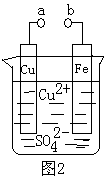 a b
Cu Fe
Cu²⁺
SO₄²⁻
图2